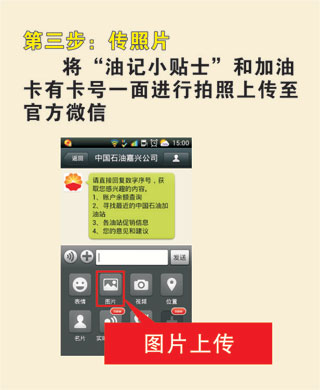 第三步：传照片
将“油记小贴士”和加油
卡有卡号一面进行拍照上传至
官方微信
15:00
返回
中国石油嘉兴公司
请直接回复数字序号，获
取您感兴趣的内容。
1、账户余额查询
2、寻找最近的中国石油加
油站
3、各油站促销信息
4、您的意见和建议
发送
表情
图片
视频
位置
名片
实时
new
new
图片上传